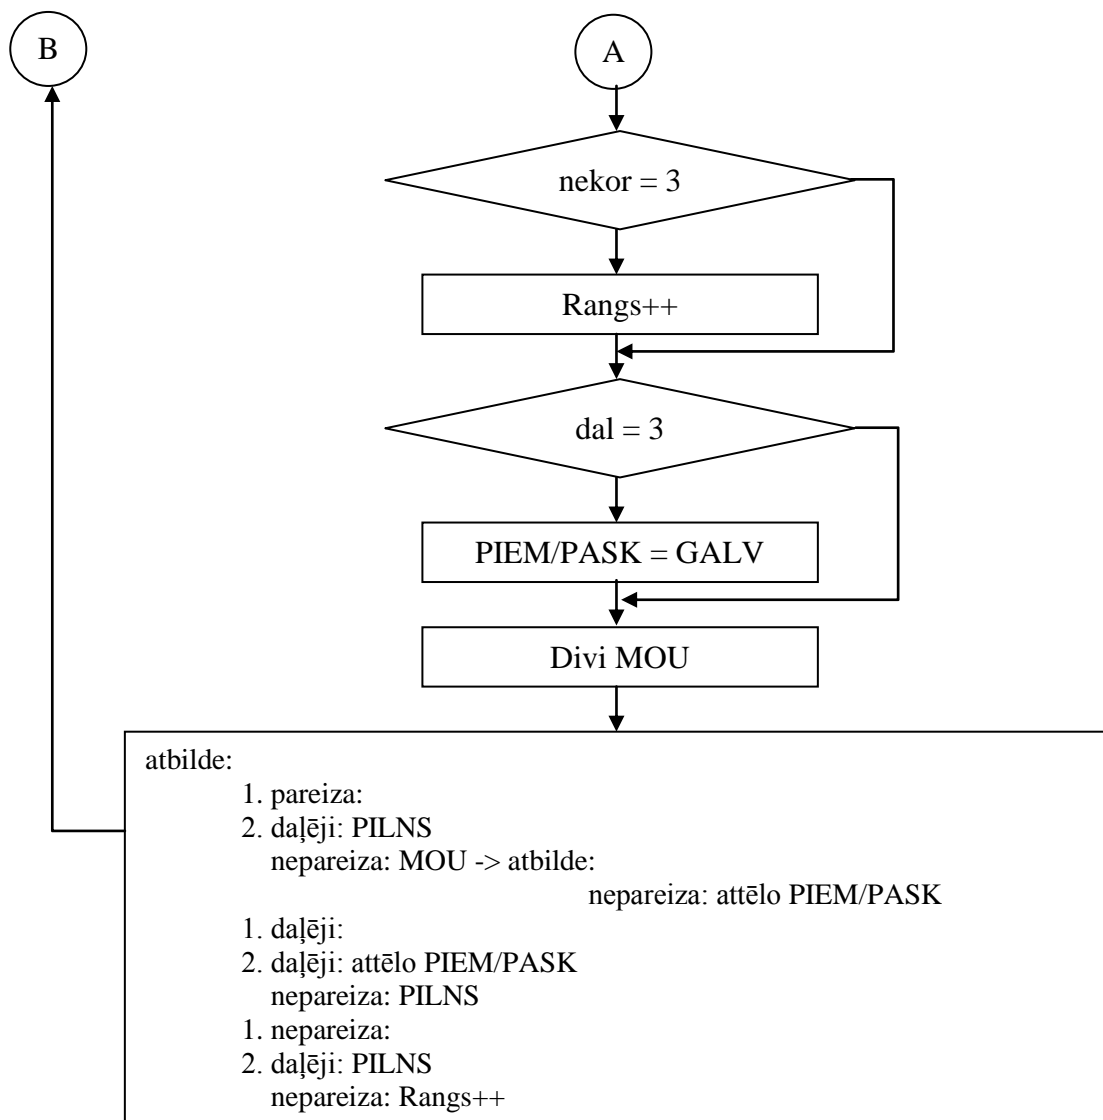 B
A
nekor = 3
Rangs++
dal = 3
PIEM/PASK = GALV
Divi MOU
atbilde:
1. pareiza:
2. daļēji: PILNS
nepareiza: MOU -> atbilde:
nepareiza: attēlo PIEM/PASK
1. daļēji:
2. daļēji: attēlo PIEM/PASK
nepareiza: PILNS
1. nepareiza:
2. daļēji: PILNS
nepareiza: Rangs++